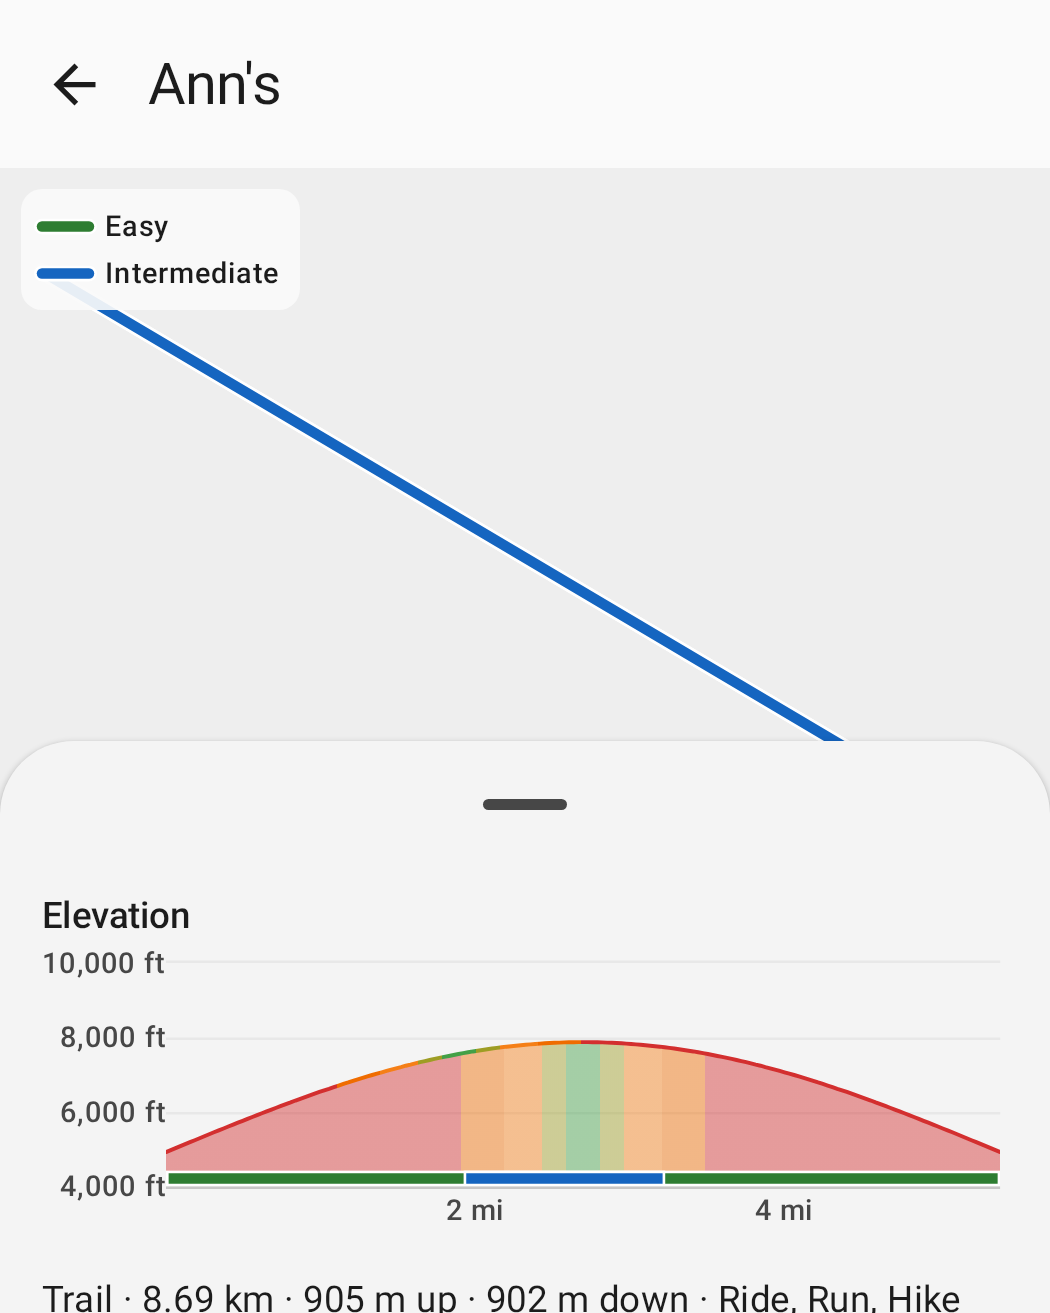 Ann's
Easy
Intermediate
Elevation
10,000 ft
8,000 ft
6,000 ft
4,000 ft
2 mi 4 mi
Trail · 8.69 km · 905 m up · 902 m down · Ride, Run, Hike